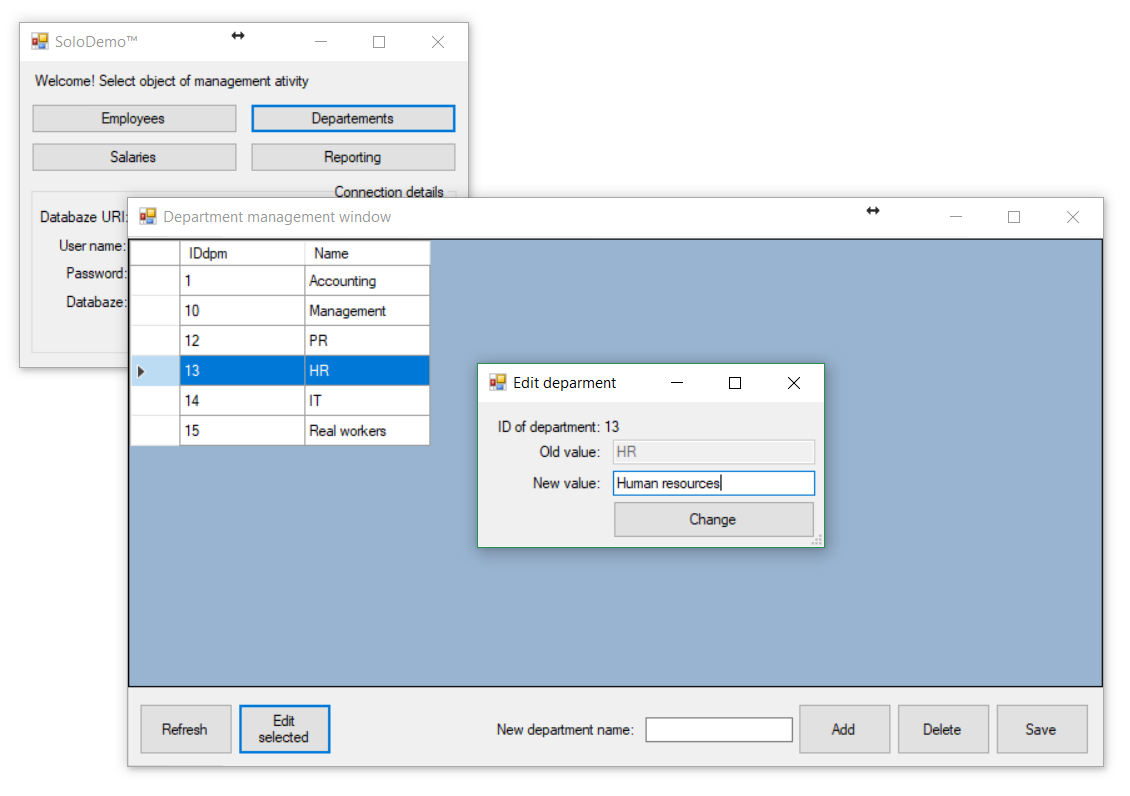 SoloDemo™
Welcome! Select object of management ativity
Employees
Departements
Salaries
Reporting
Connection details
Databaze URI:
User name:
Password:
Databaze:
Department management window
IDdpm Name
1 Accounting
10 Management
12 PR
13 HR
14 IT
15 Real workers
Edit deparment
ID of department: 13
Old value: HR
New value: Human resources
Change
Refresh
Edit
selected
New department name:
Add
Delete
Save